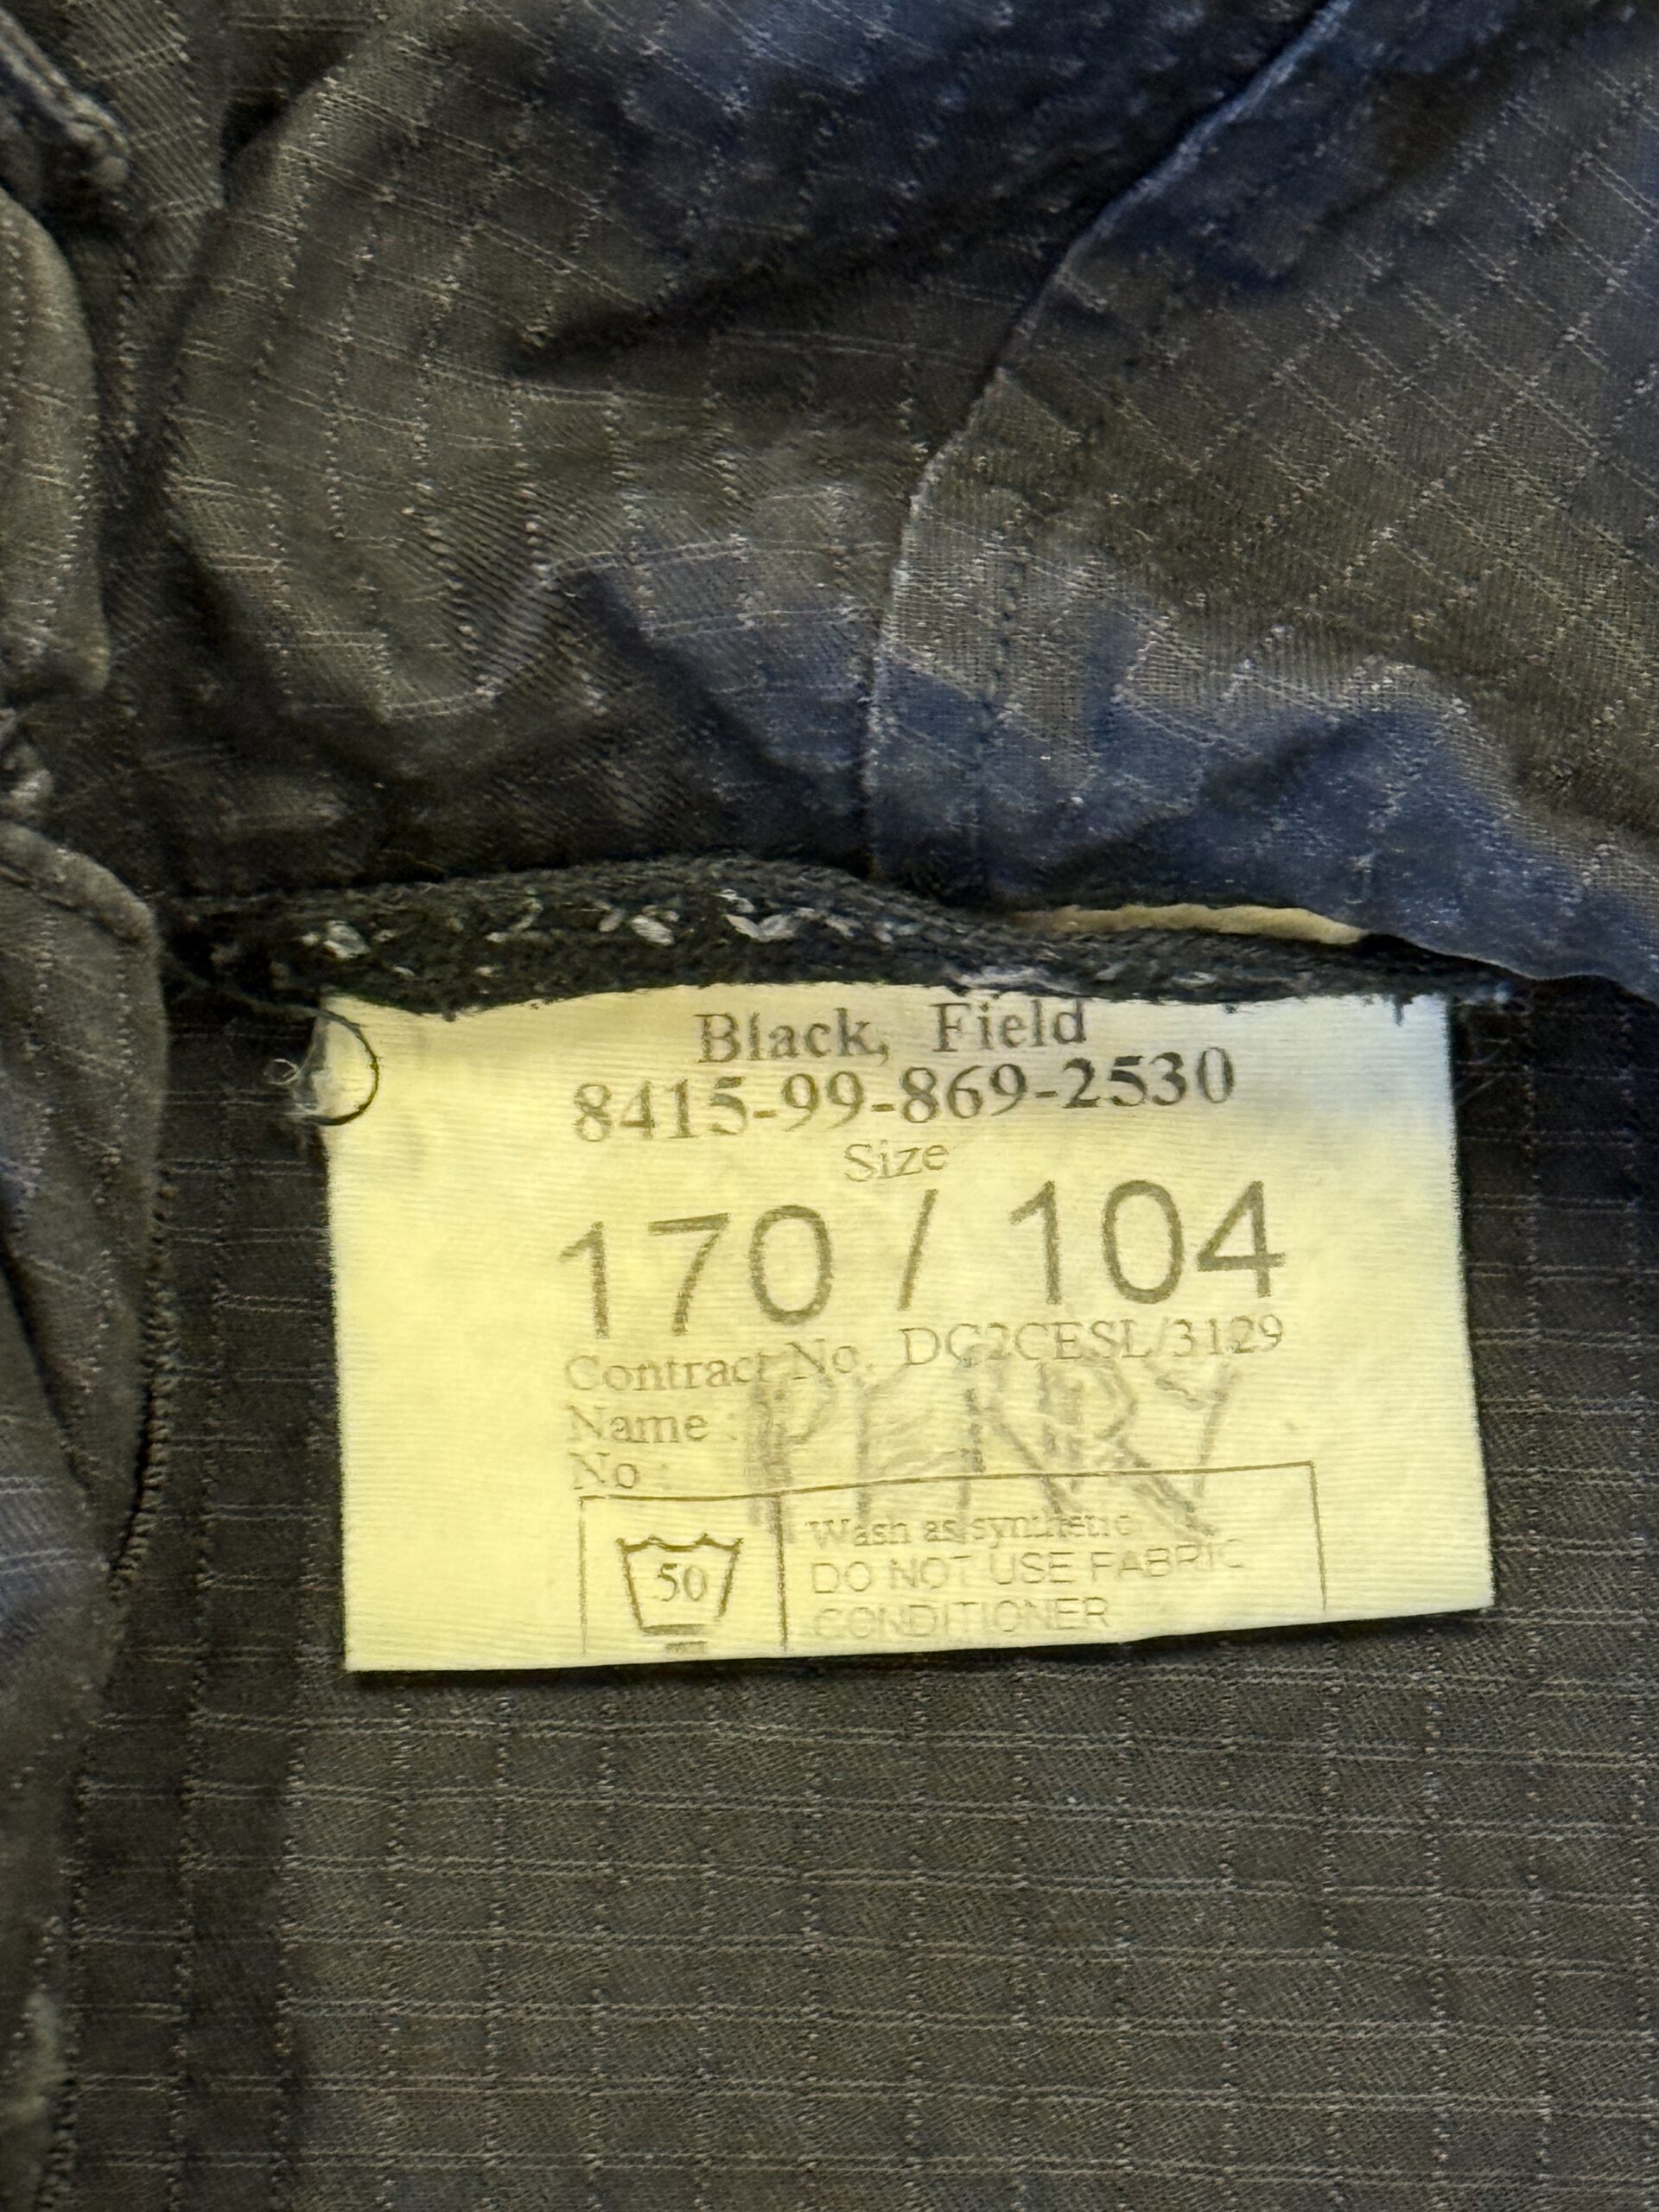 Black, Field
8415-99-869-2530
Size
170 / 104
Contract No. DC2CESL/3129
Name : PERRY
No :
50
Wash as synthetic
DO NOT USE FABRIC
CONDITIONER